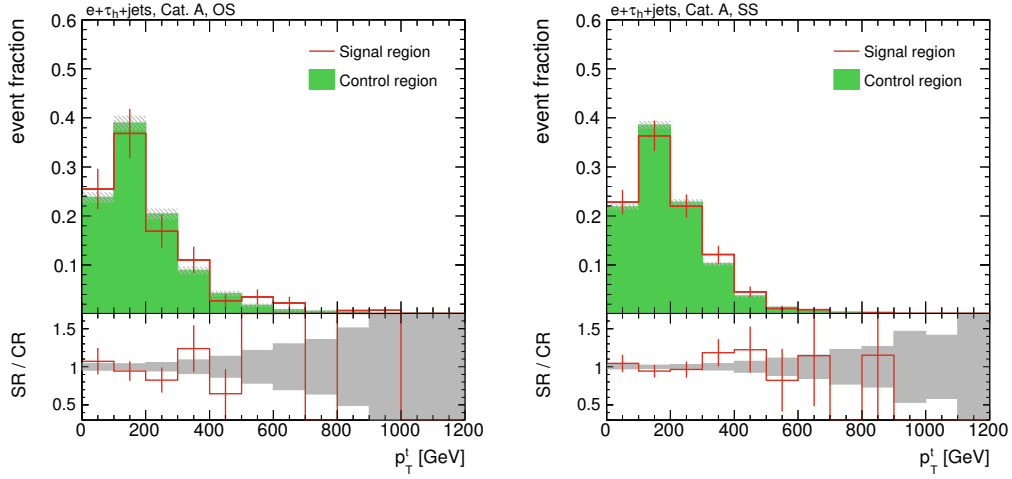 e+τh+jets, Cat. A, OS
event fraction
0.6
0.5
0.4
0.3
0.2
0.1
Signal region
Control region
SR / CR
1.5
1
0.5
0 200 400 600 800 1000 1200
p_T^t [GeV]
e+τh+jets, Cat. A, SS
event fraction
0.6
0.5
0.4
0.3
0.2
0.1
Signal region
Control region
SR / CR
1.5
1
0.5
0 200 400 600 800 1000 1200
p_T^t [GeV]